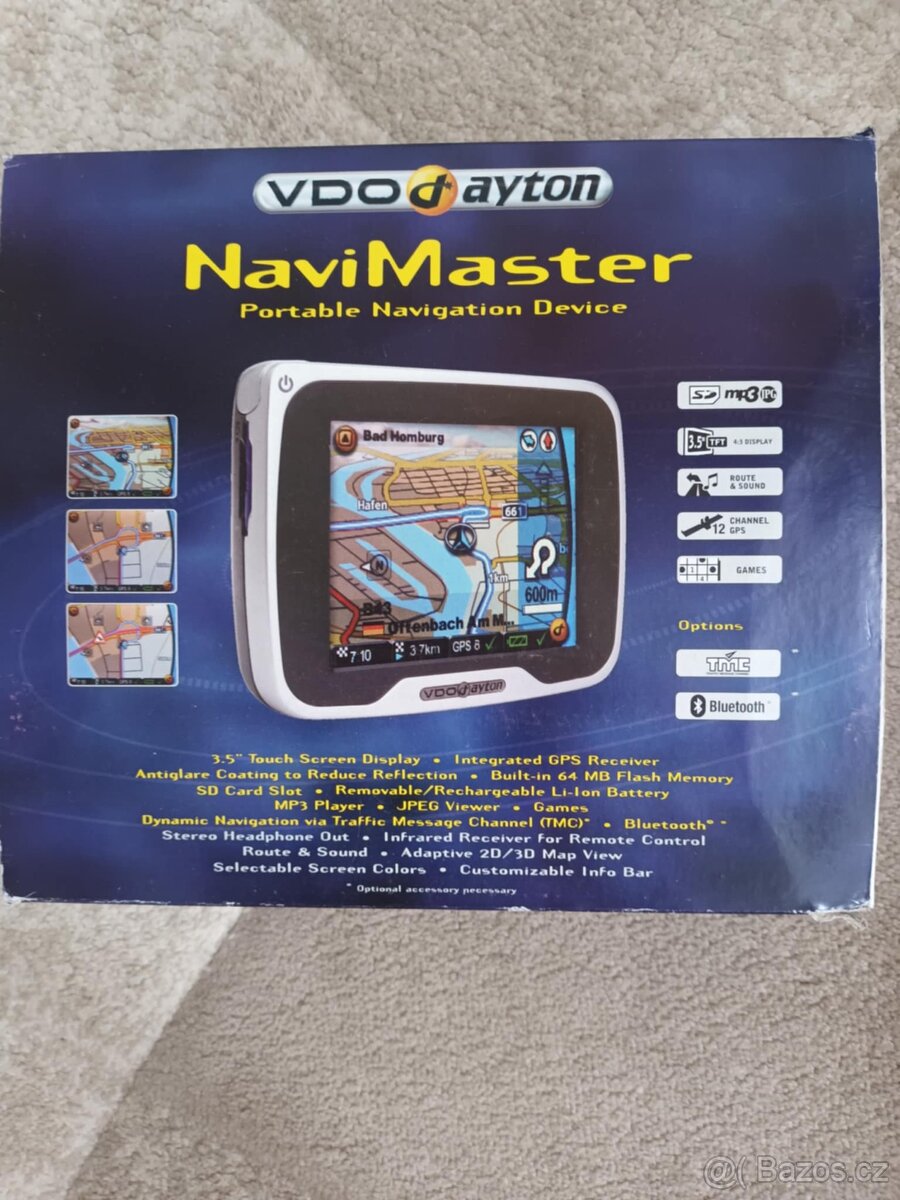 VDO dayton
NaviMaster
Portable Navigation Device
Bad Homburg
Hafen
661
N
1km
600m
B43
Offenbach Am M...
7:10
3.7km
GPS 8
VDO dayton
SD mp3 JPG
3.5" TFT 4:3 DISPLAY
ROUTE
& SOUND
12 CHANNEL
GPS
GAMES
Options
TMC
Bluetooth
3.5" Touch Screen Display • Integrated GPS Receiver
Antiglare Coating to Reduce Reflection • Built-in 64 MB Flash Memory
SD Card Slot • Removable/Rechargeable Li-Ion Battery
MP3 Player • JPEG Viewer • Games
Dynamic Navigation via Traffic Message Channel (TMC)* • Bluetooth® *
Stereo Headphone Out • Infrared Receiver for Remote Control
Route & Sound • Adaptive 2D/3D Map View
Selectable Screen Colors • Customizable Info Bar
* Optional accessory necessary
@( Bazos.cz